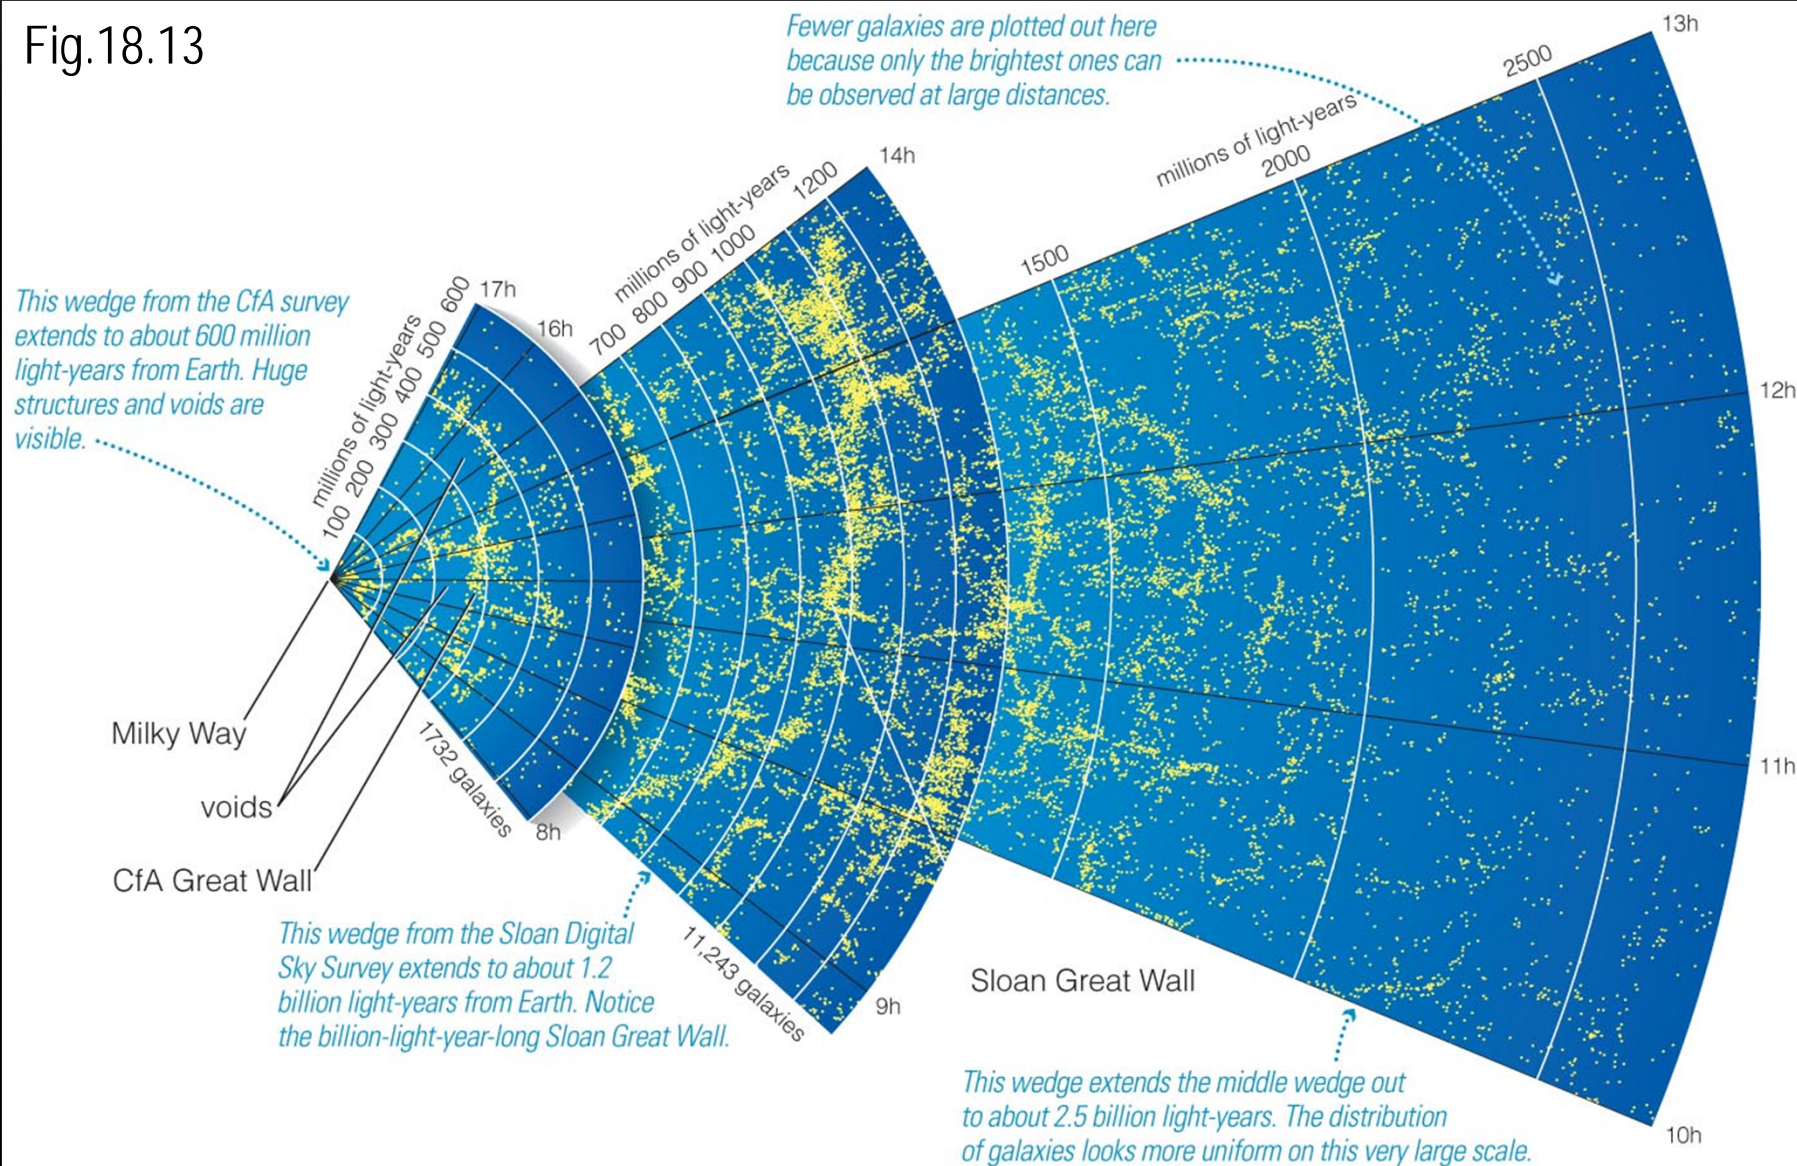 Fig.18.13
Fewer galaxies are plotted out here
because only the brightest ones can
be observed at large distances.
This wedge from the CfA survey
extends to about 600 million
light-years from Earth. Huge
structures and voids are
visible.
millions of light-years
100 200 300 400 500 600
17h
16h
millions of light-years
700 800 900 1000 1200
14h
millions of light-years
1500 2000 2500
13h
12h
11h
10h
Milky Way
voids
CfA Great Wall
1732 galaxies
8h
This wedge from the Sloan Digital
Sky Survey extends to about 1.2
billion light-years from Earth. Notice
the billion-light-year-long Sloan Great Wall.
11,243 galaxies
9h
Sloan Great Wall
This wedge extends the middle wedge out
to about 2.5 billion light-years. The distribution
of galaxies looks more uniform on this very large scale.